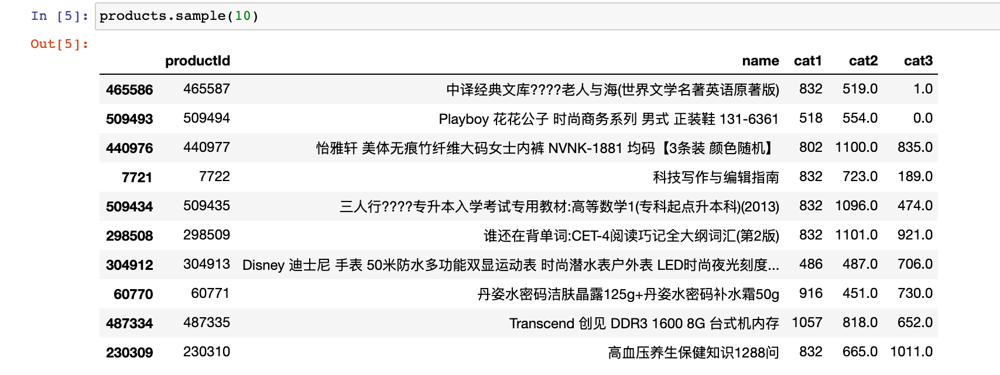 In [5]: products.sample(10)
Out[5]:
productId name cat1 cat2 cat3
465586 465587 中译经典文库????老人与海(世界文学名著英语原著版) 832 519.0 1.0
509493 509494 Playboy 花花公子 时尚商务系列 男式 正装鞋 131-6361 518 554.0 0.0
440976 440977 怡雅轩 美体无痕竹纤维大码女士内裤 NVNK-1881 均码【3条装 颜色随机】 802 1100.0 835.0
7721 7722 科技写作与编辑指南 832 723.0 189.0
509434 509435 三人行????专升本入学考试专用教材:高等数学1(专科起点升本科)(2013) 832 1096.0 474.0
298508 298509 谁还在背单词:CET-4阅读巧记全大纲词汇(第2版) 832 1101.0 921.0
304912 304913 Disney 迪士尼 手表 50米防水多功能双显运动表 时尚潜水表户外表 LED时尚夜光刻度... 486 487.0 706.0
60770 60771 丹姿水密码洁肤晶露125g+丹姿水密码补水霜50g 916 451.0 730.0
487334 487335 Transcend 创见 DDR3 1600 8G 台式机内存 1057 818.0 652.0
230309 230310 高血压养生保健知识1288问 832 665.0 1011.0